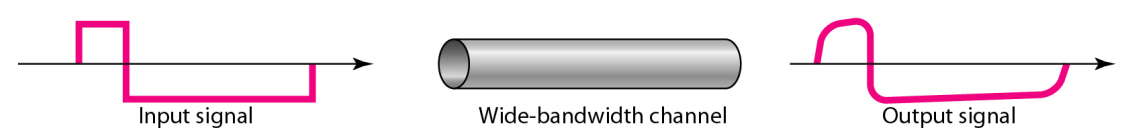 Input signal
Wide-bandwidth channel
Output signal